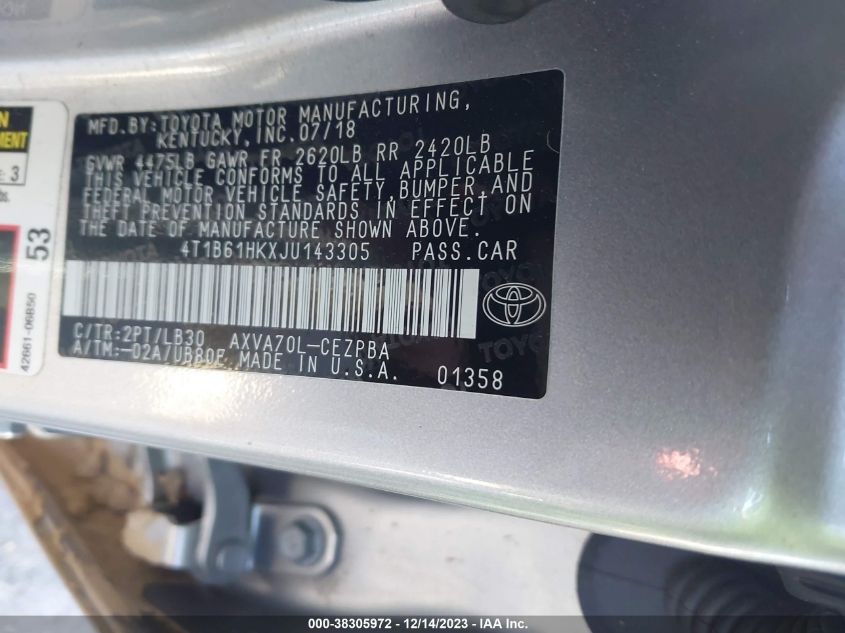 MFD.BY:TOYOTA MOTOR MANUFACTURING,
KENTUCKY, INC.07/18
GVWR 4475LB GAWR FR 2620LB RR 2420LB
THIS VEHICLE CONFORMS TO ALL APPLICABLE
FEDERAL MOTOR VEHICLE SAFETY, BUMPER, AND
THEFT PREVENTION STANDARDS IN EFFECT ON
THE DATE OF MANUFACTURE SHOWN ABOVE.
4T1B61HKXJU143305 PASS.CAR
C/TR:2PT/LB30 AXVA70L-CEZPBA
A/TM:-02A/UB80E MADE IN U.S.A. 01358
3
53
42661-06B50
000-38305972 / 12/14/2023 - IAA Inc.